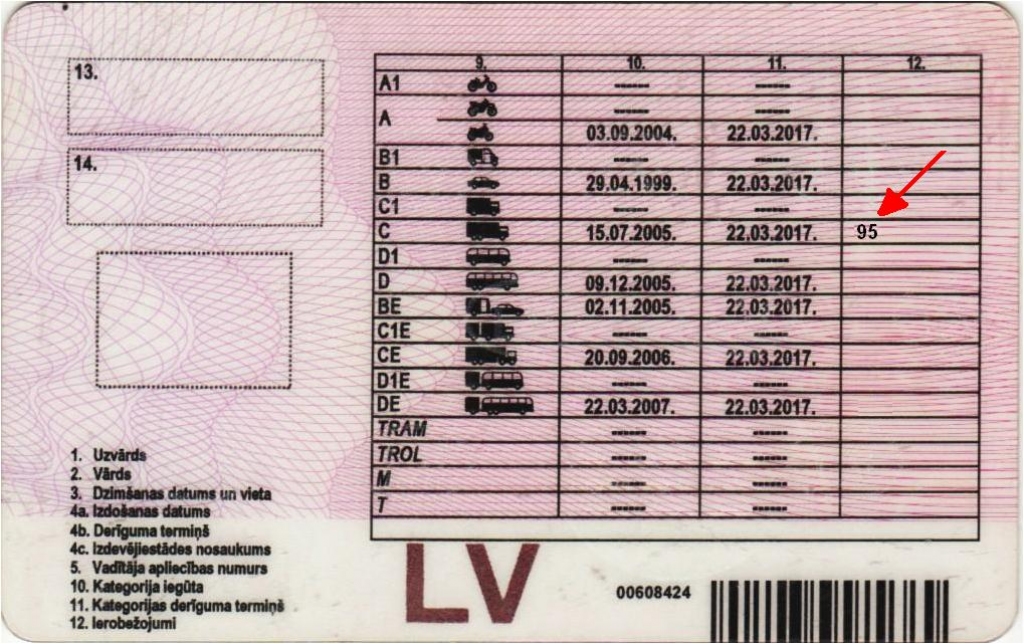 13.
14.
9. 10. 11. 12.
A1 ------ ------
A ------ ------
03.09.2004. 22.03.2017.
B1 ------ ------
B 29.04.1999. 22.03.2017.
C1 ------ ------
C 15.07.2005. 22.03.2017. 95
D1 ------ ------
D 09.12.2005. 22.03.2017.
BE 02.11.2005. 22.03.2017.
C1E ------ ------
CE 20.09.2006. 22.03.2017.
D1E ------ ------
DE 22.03.2007. 22.03.2017.
TRAM ------ ------
TROL ------ ------
M ------ ------
T ------ ------
1. Uzvārds
2. Vārds
3. Dzimšanas datums un vieta
4a. Izdošanas datums
4b. Derīguma termiņš
4c. Izdevējiestādes nosaukums
5. Vadītāja apliecības numurs
10. Kategorija iegūta
11. Kategorijas derīguma termiņš
12. Ierobežojumi
LV
00608424